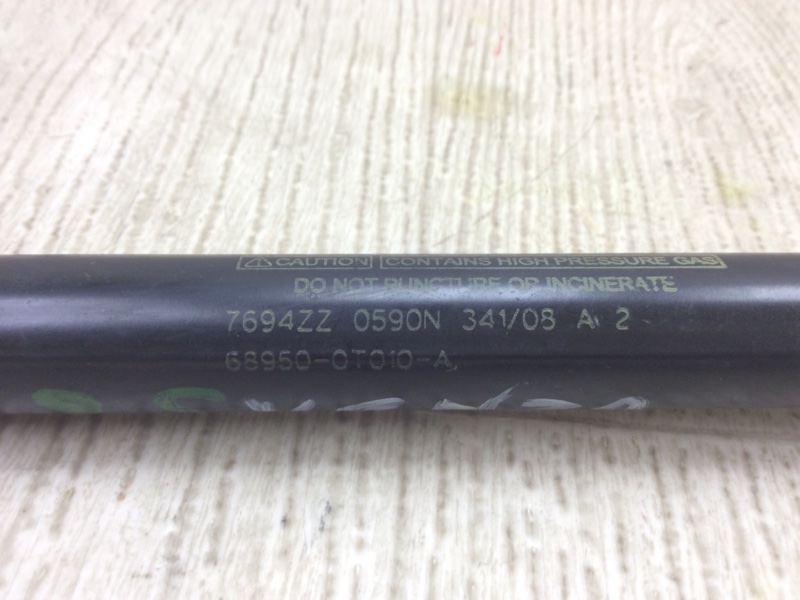 ⚠ CAUTION CONTAINS HIGH PRESSURE GAS
DO NOT PUNCTURE OR INCINERATE
7694ZZ 0590N 341/08 A 2
68950-0T010-A